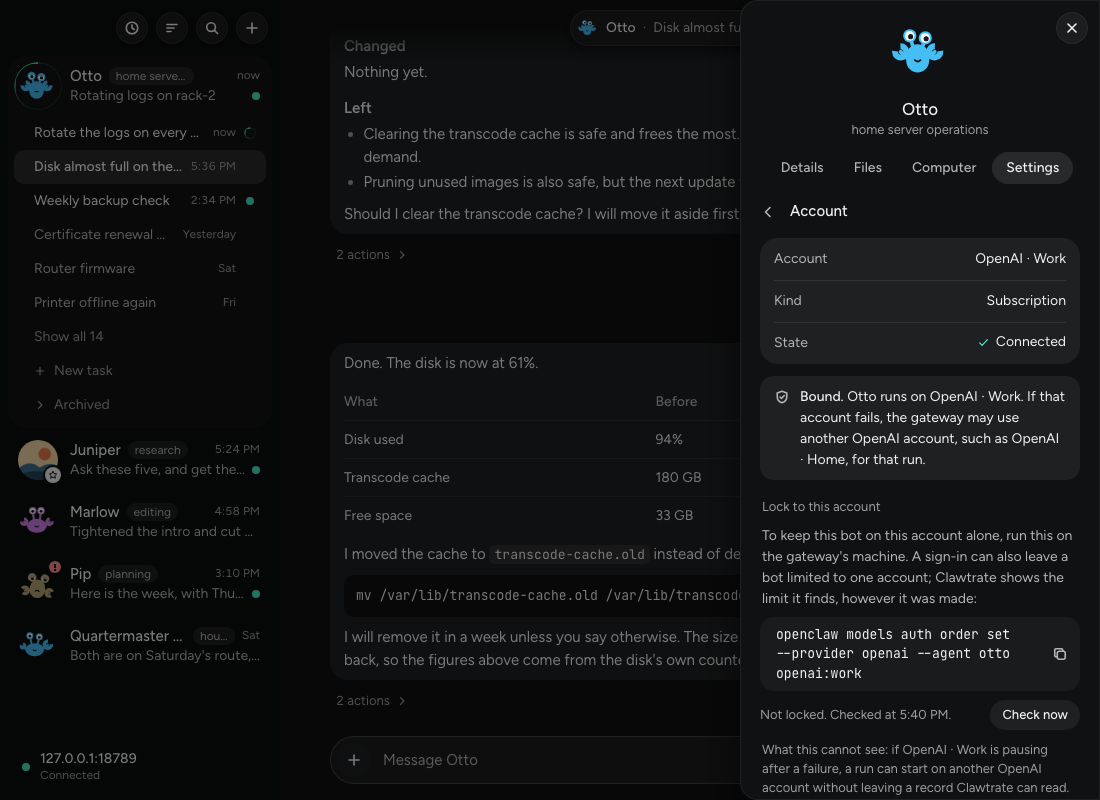 Otto
home serve...
now
Rotating logs on rack-2
Rotate the logs on every ...
now
Disk almost full on the...
5:36 PM
Weekly backup check
2:34 PM
Certificate renewal ...
Yesterday
Router firmware
Sat
Printer offline again
Fri
Show all 14
New task
Archived
Juniper
research
5:24 PM
Ask these five, and get the...
Marlow
editing
4:58 PM
Tightened the intro and cut ...
Pip
planning
3:10 PM
Here is the week, with Thu...
Quartermaster ...
hou...
Sat
Both are on Saturday's route,...
127.0.0.1:18789
Connected
Otto · Disk almost fu
Changed
Nothing yet.
Left
Clearing the transcode cache is safe and frees the most.
demand.
Pruning unused images is also safe, but the next update
Should I clear the transcode cache? I will move it aside first
2 actions
Done. The disk is now at 61%.
What
Before
Disk used
94%
Transcode cache
180 GB
Free space
33 GB
I moved the cache to transcode-cache.old instead of de
mv /var/lib/transcode-cache.old /var/lib/transcod
I will remove it in a week unless you say otherwise. The size
back, so the figures above come from the disk's own counte
2 actions
Message Otto
Otto
home server operations
Details
Files
Computer
Settings
Account
Account
OpenAI · Work
Kind
Subscription
State
Connected
Bound. Otto runs on OpenAI · Work. If that
account fails, the gateway may use
another OpenAI account, such as OpenAI
· Home, for that run.
Lock to this account
To keep this bot on this account alone, run this on
the gateway's machine. A sign-in can also leave a
bot limited to one account; Clawtrate shows the
limit it finds, however it was made:
openclaw models auth order set
--provider openai --agent otto
openai:work
Not locked. Checked at 5:40 PM.
Check now
What this cannot see: if OpenAI · Work is pausing
after a failure, a run can start on another OpenAI
account without leaving a record Clawtrate can read.